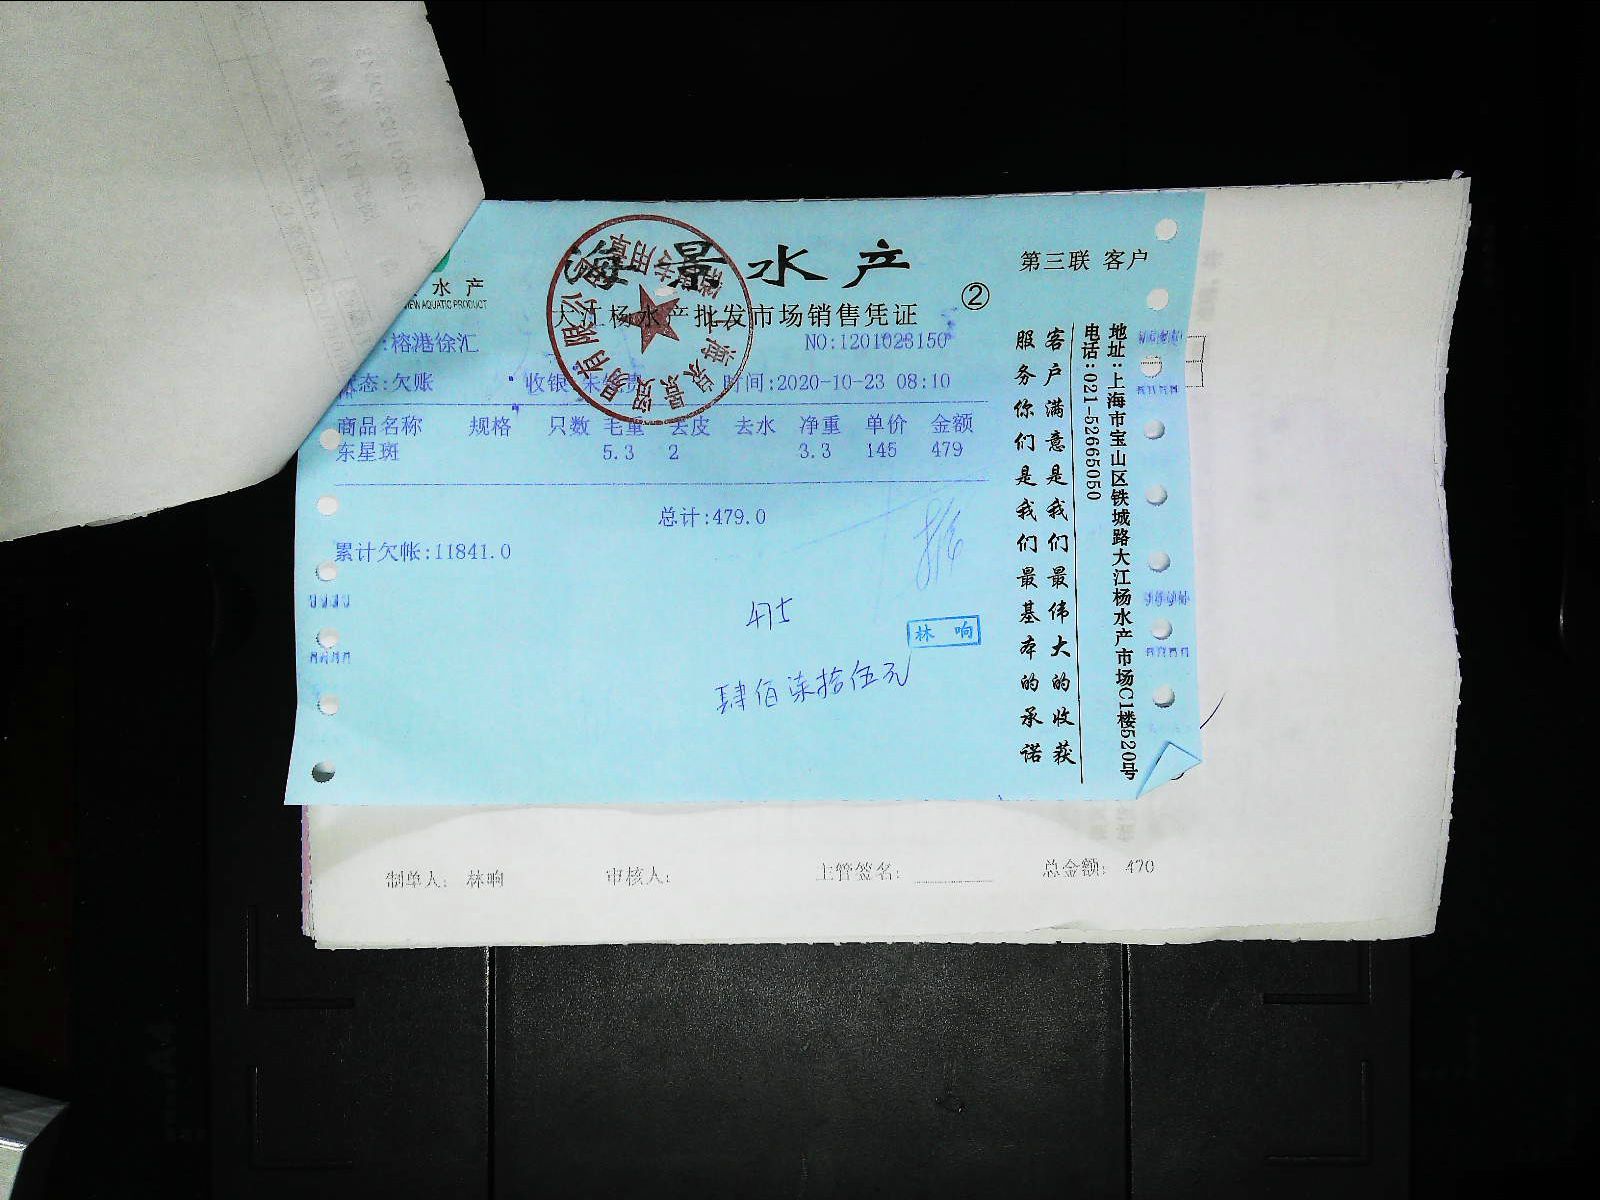 海景水产
第三联 客户
水产
VIEW AQUATIC PRODUCT
②
大江杨水产批发市场销售凭证
:榕港徐汇
NO:1201023150
态:欠账
收银
时间:2020-10-23 08:10
商品名称 规格 只数 毛重 去皮 去水 净重 单价 金额
东星斑 5.3 2 3.3 145 479
总计:479.0
累计欠帐:11841.0
林响
肆佰柒拾伍元
客户满意是我们最伟大的收获
服务你们是我们最基本的承诺
地址:上海市宝山区铁城路大江杨水产市场C1楼520号
电话:021-52665050
制单人: 林响 审核人: 主管签名: 总金额: 470